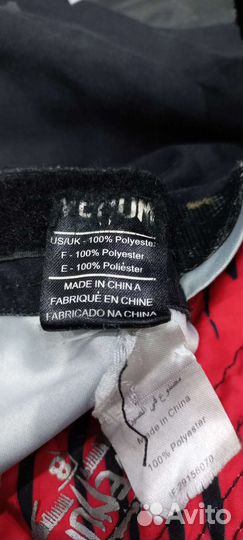 VENUM
US/UK - 100% Polyester
F - 100% Polyester
E - 100% Poliéster
MADE IN CHINA
FABRIQUÉ EN CHINE
FABRICADO NA CHINA
Made in China
100% Polyester
Avito